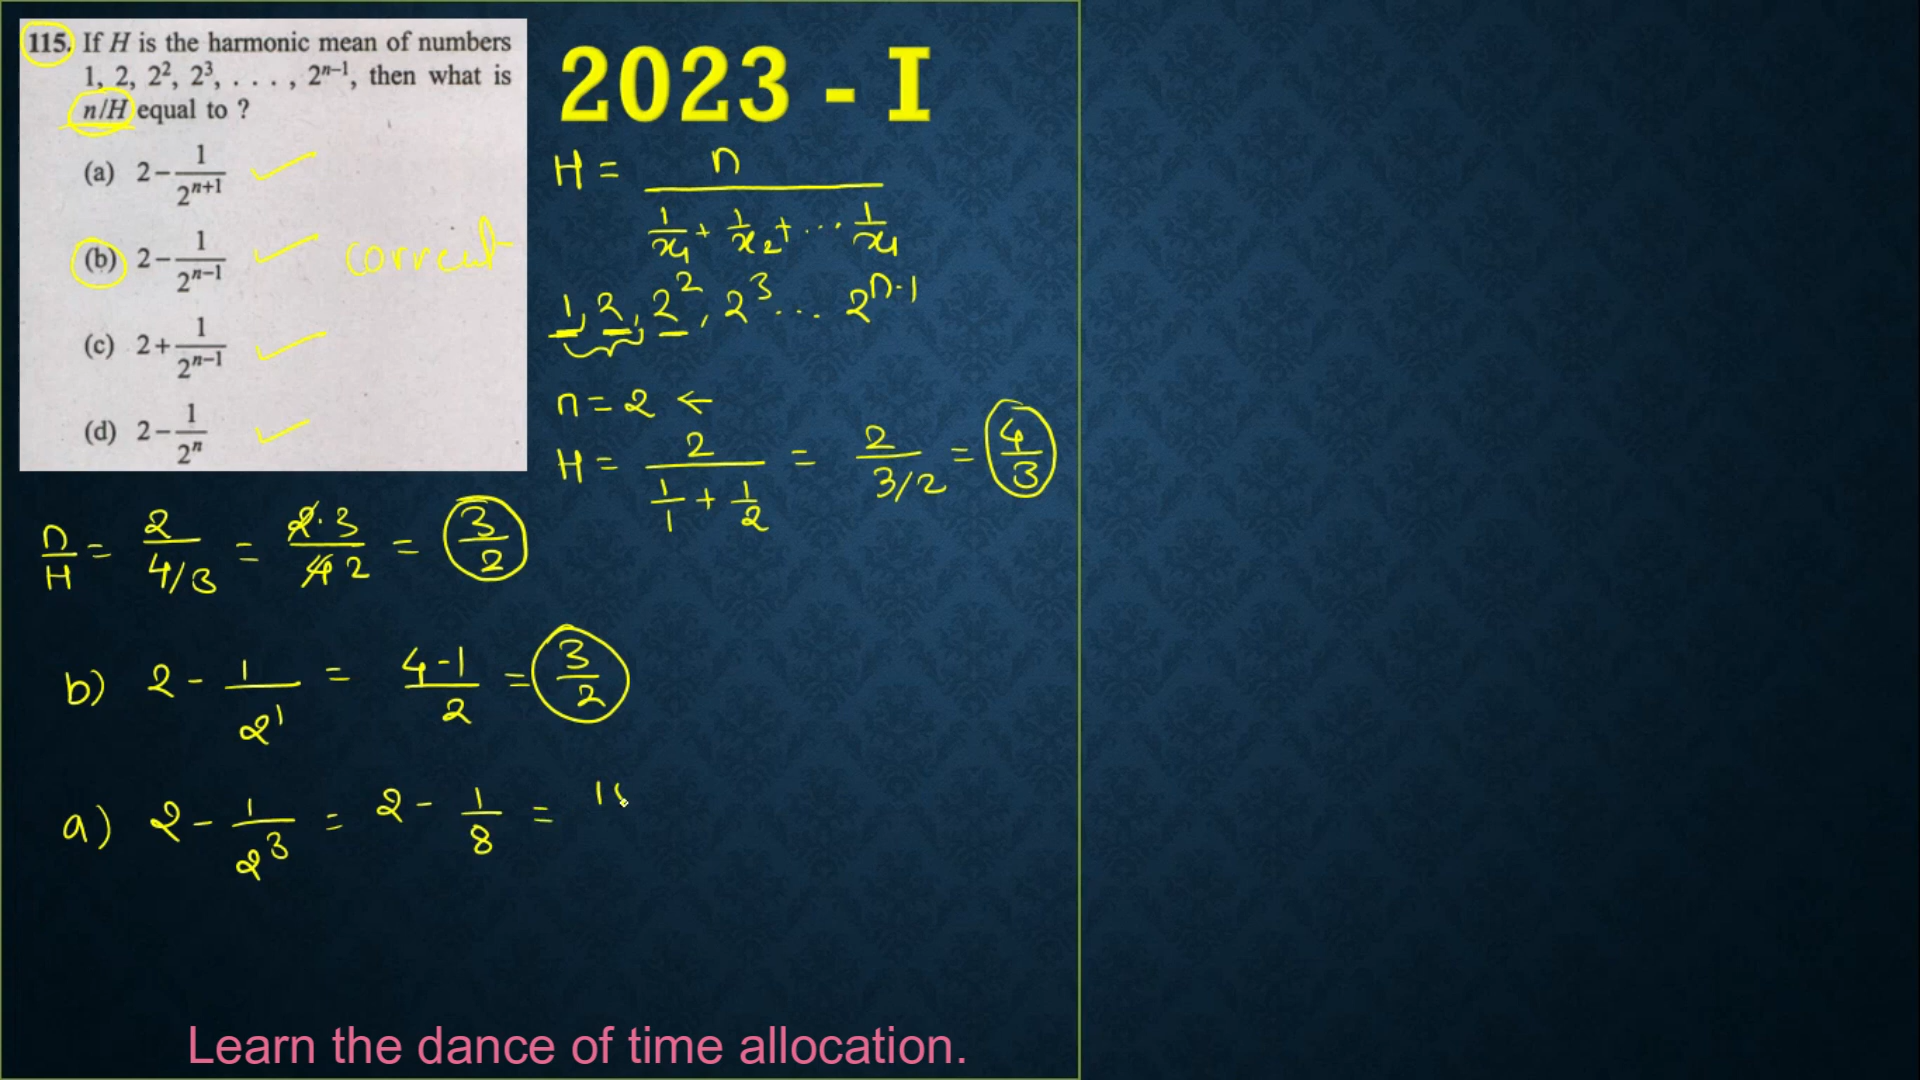 115. If H is the harmonic mean of numbers
1, 2, 2², 2³, . . . . , 2ⁿ⁻¹, then what is
n/H equal to ?
(a) 2 − 1/2ⁿ⁺¹
(b) 2 − 1/2ⁿ⁻¹ correct
(c) 2 + 1/2ⁿ⁻¹
(d) 2 − 1/2ⁿ
2023 - I
H = n / (1/x₁ + 1/x₂ + ... 1/x₁)
1, 2, 2², 2³ ... 2ⁿ⁻¹
n = 2 ←
H = 2 / (1/1 + 1/2) = 2 / (3/2) = 4/3
n/H = 2 / (4/3) = 2·3 / 4 2 = 3/2
b) 2 - 1/2¹ = (4-1)/2 = 3/2
a) 2 - 1/2³ = 2 - 1/8 =
Learn the dance of time allocation.